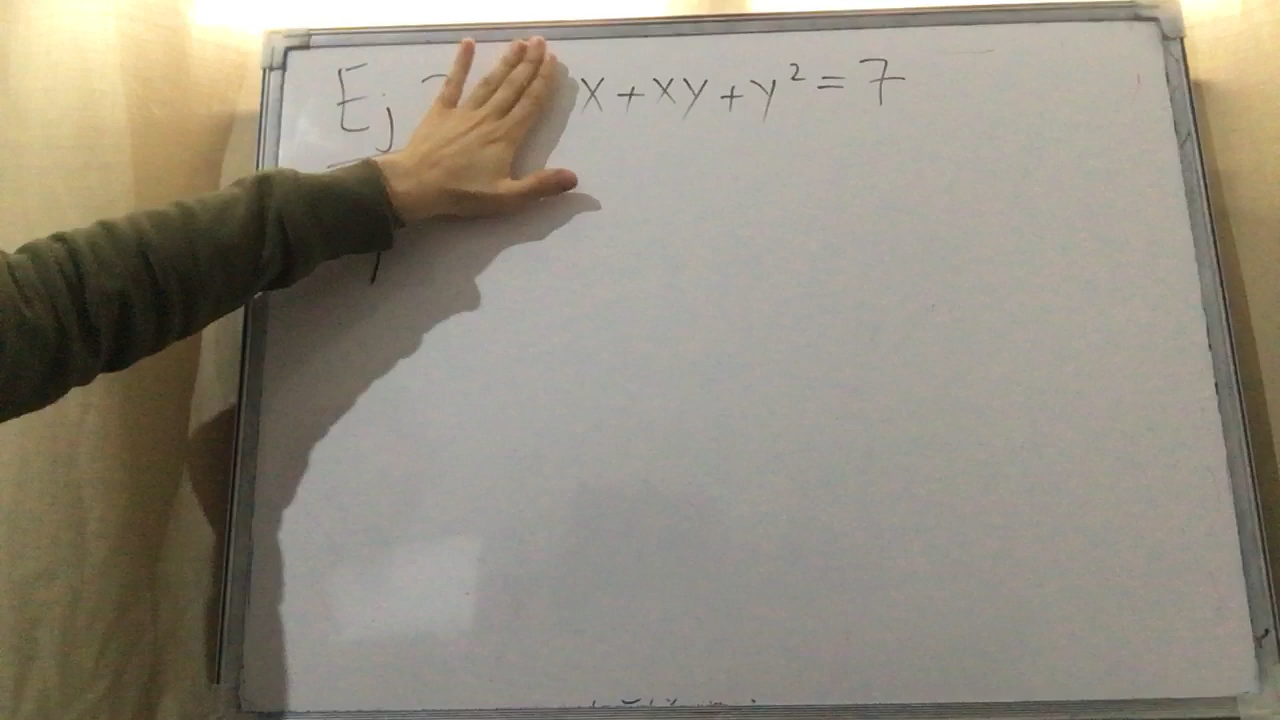 Ej x + xy + y² = 7